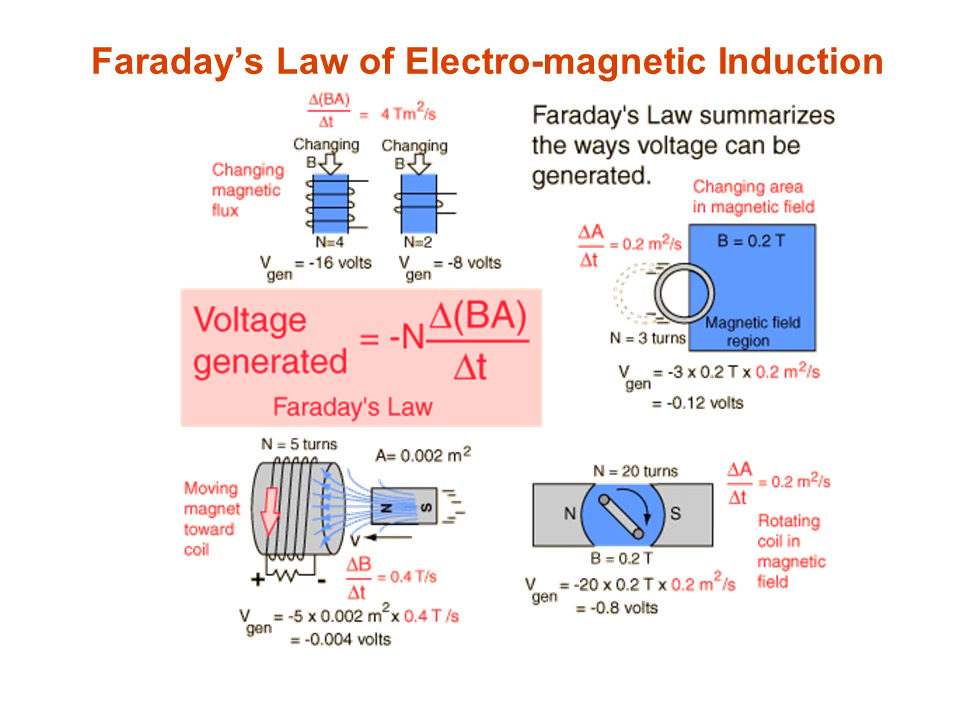 Faraday's Law of Electro-magnetic Induction
Δ(BA)
Δt
= 4 Tm²/s
Changing
B
Changing
B
Changing
magnetic
flux
N=4
N=2
V gen = -16 volts
V gen = -8 volts
Faraday's Law summarizes
the ways voltage can be
generated.
Changing area
in magnetic field
ΔA
Δt
= 0.2 m²/s
B = 0.2 T
N = 3 turns
Magnetic field
region
V gen = -3 x 0.2 T x 0.2 m²/s
= -0.12 volts
Voltage
generated
= -N
Δ(BA)
Δt
Faraday's Law
N = 5 turns
A= 0.002 m²
Moving
magnet
toward
coil
N
S
v
+
-
ΔB
Δt
= 0.4 T/s
V gen = -5 x 0.002 m² x 0.4 T /s
= -0.004 volts
N = 20 turns
N
S
B = 0.2 T
ΔA
Δt
= 0.2 m²/s
Rotating
coil in
magnetic
field
V gen = -20 x 0.2 T x 0.2 m²/s
= -0.8 volts